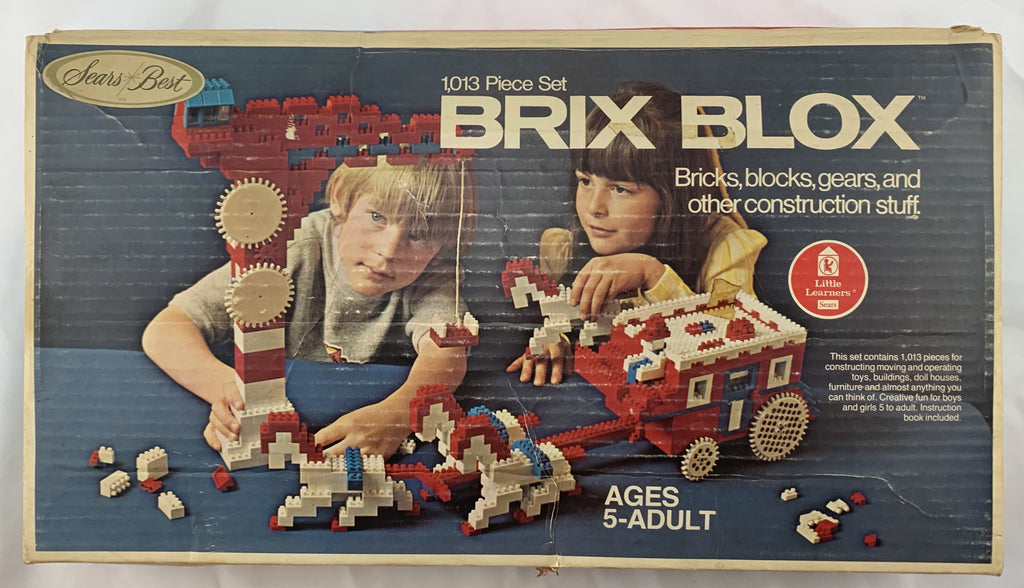 Sears Best
1,013 Piece Set
BRIX BLOX™
Bricks, blocks, gears, and
other construction stuff.
Little
Learners®
Sears
This set contains 1,013 pieces for
constructing moving and operating
toys, buildings, doll houses,
furniture and almost anything you
can think of. Creative fun for boys
and girls 5 to adult. Instruction
book included.
AGES
5-ADULT